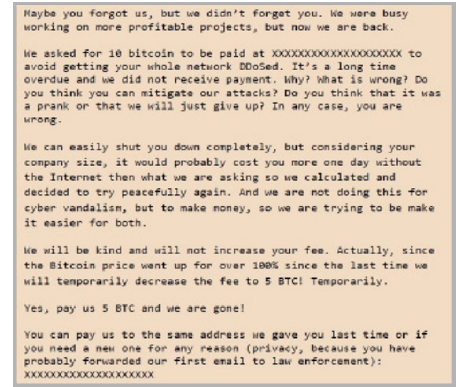 Maybe you forgot us, but we didn't forget you. We were busy
working on more profitable projects, but now we are back.
We asked for 10 bitcoin to be paid at XXXXXXXXXXXXXXXXXXXX to
avoid getting your whole network DDoSed. It's a long time
overdue and we did not receive payment. Why? What is wrong? Do
you think you can mitigate our attacks? Do you think that it was
a prank or that we will just give up? In any case, you are
wrong.
We can easily shut you down completely, but considering your
company size, it would probably cost you more one day without
the Internet then what we are asking so we calculated and
decided to try peacefully again. And we are not doing this for
cyber vandalism, but to make money, so we are trying to be make
it easier for both.
We will be kind and will not increase your fee. Actually, since
the Bitcoin price went up for over 100% since the last time we
will temporarily decrease the fee to 5 BTC! Temporarily.
Yes, pay us 5 BTC and we are gone!
You can pay us to the same address we gave you last time or if
you need a new one for any reason (privacy, because you have
probably forwarded our first email to law enforcement):
XXXXXXXXXXXXXXXXXXXX